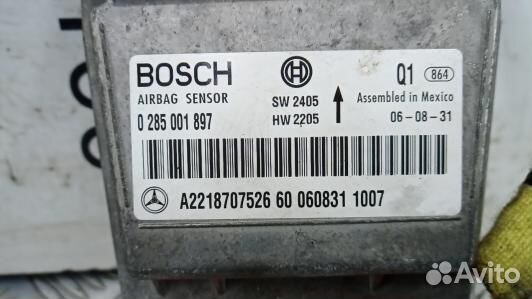 BOSCH
Q1 864
AIRBAG SENSOR
SW 2405
Assembled in Mexico
0 285 001 897
HW 2205
06-08-31
A2218707526 60 060831 1007
Avito